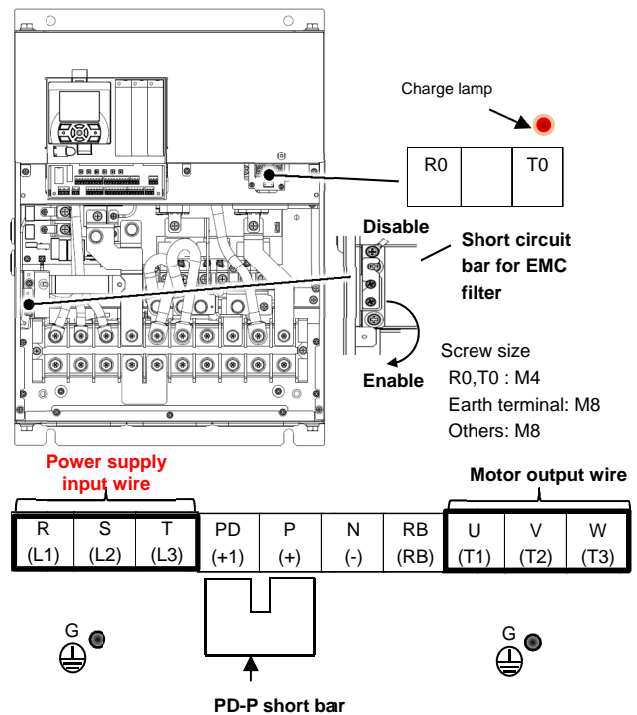 Charge lamp
R0 T0
Disable
Short circuit
bar for EMC
filter
Enable
Screw size
R0,T0 : M4
Earth terminal: M8
Others: M8
Power supply
input wire
Motor output wire
R S T PD P N RB U V W
(L1) (L2) (L3) (+1) (+) (-) (RB) (T1) (T2) (T3)
G G
PD-P short bar